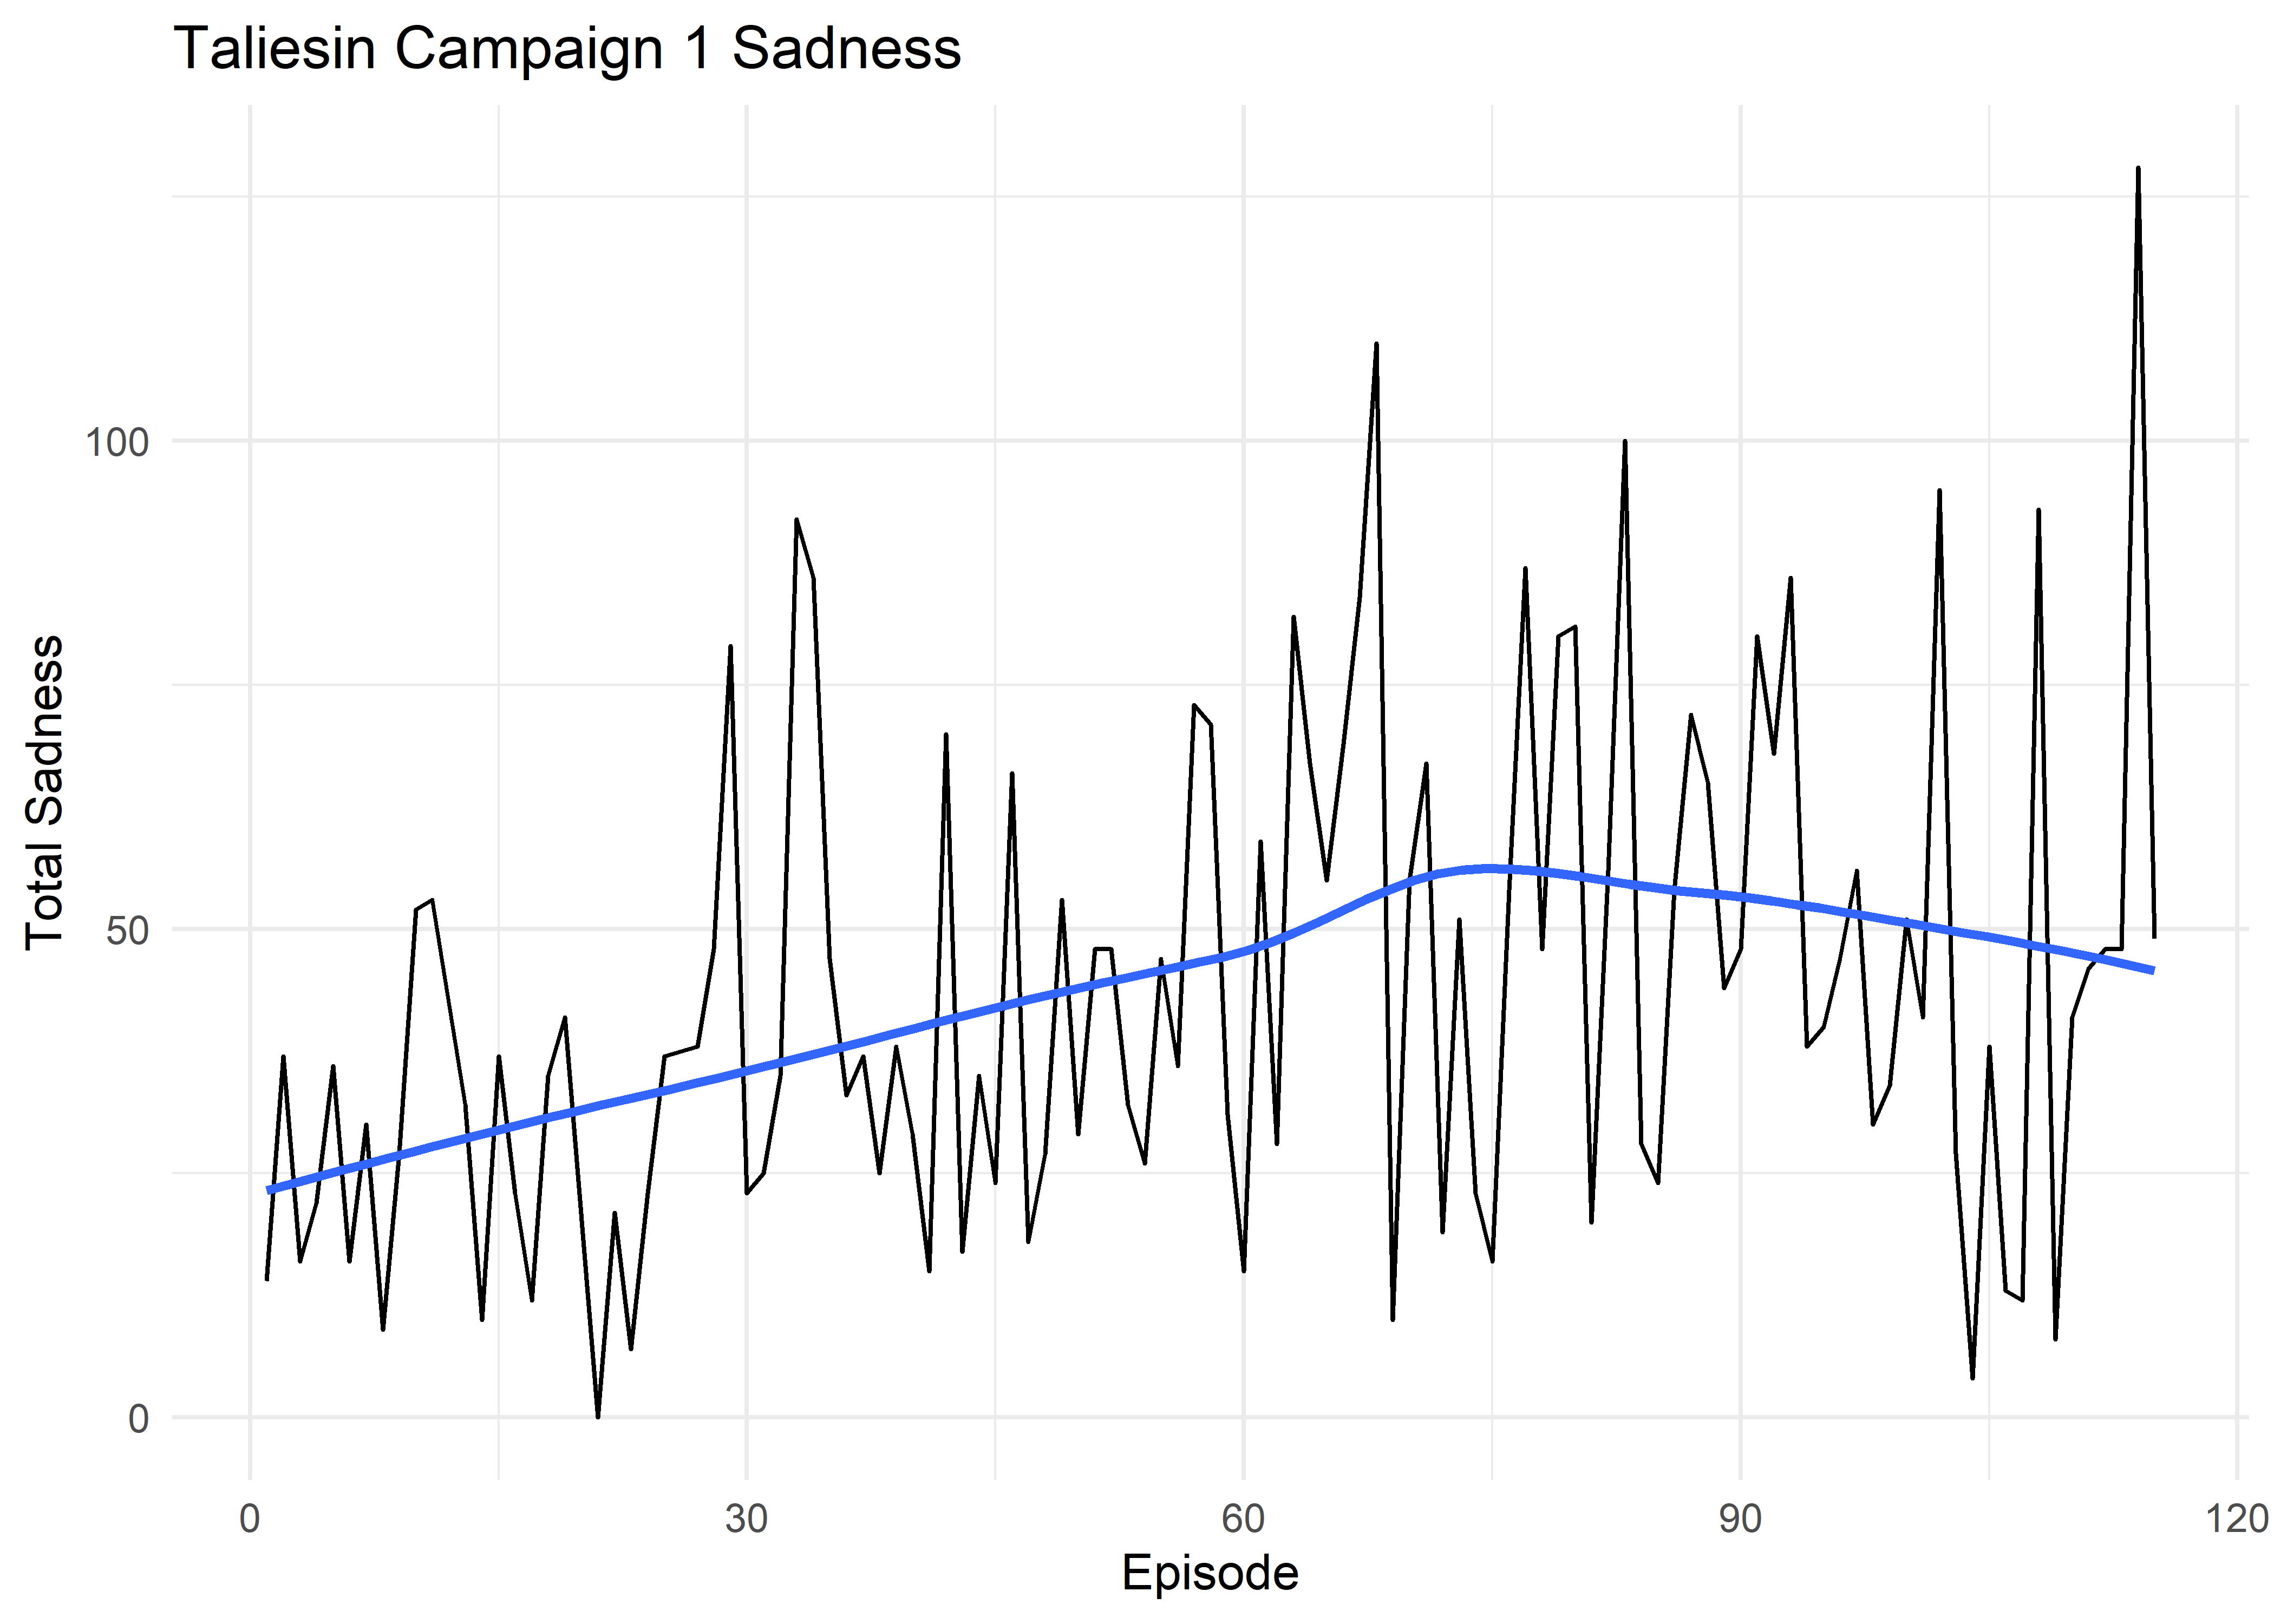 Taliesin Campaign 1 Sadness
Total Sadness
100
50
0
0 30 60 90 120
Episode